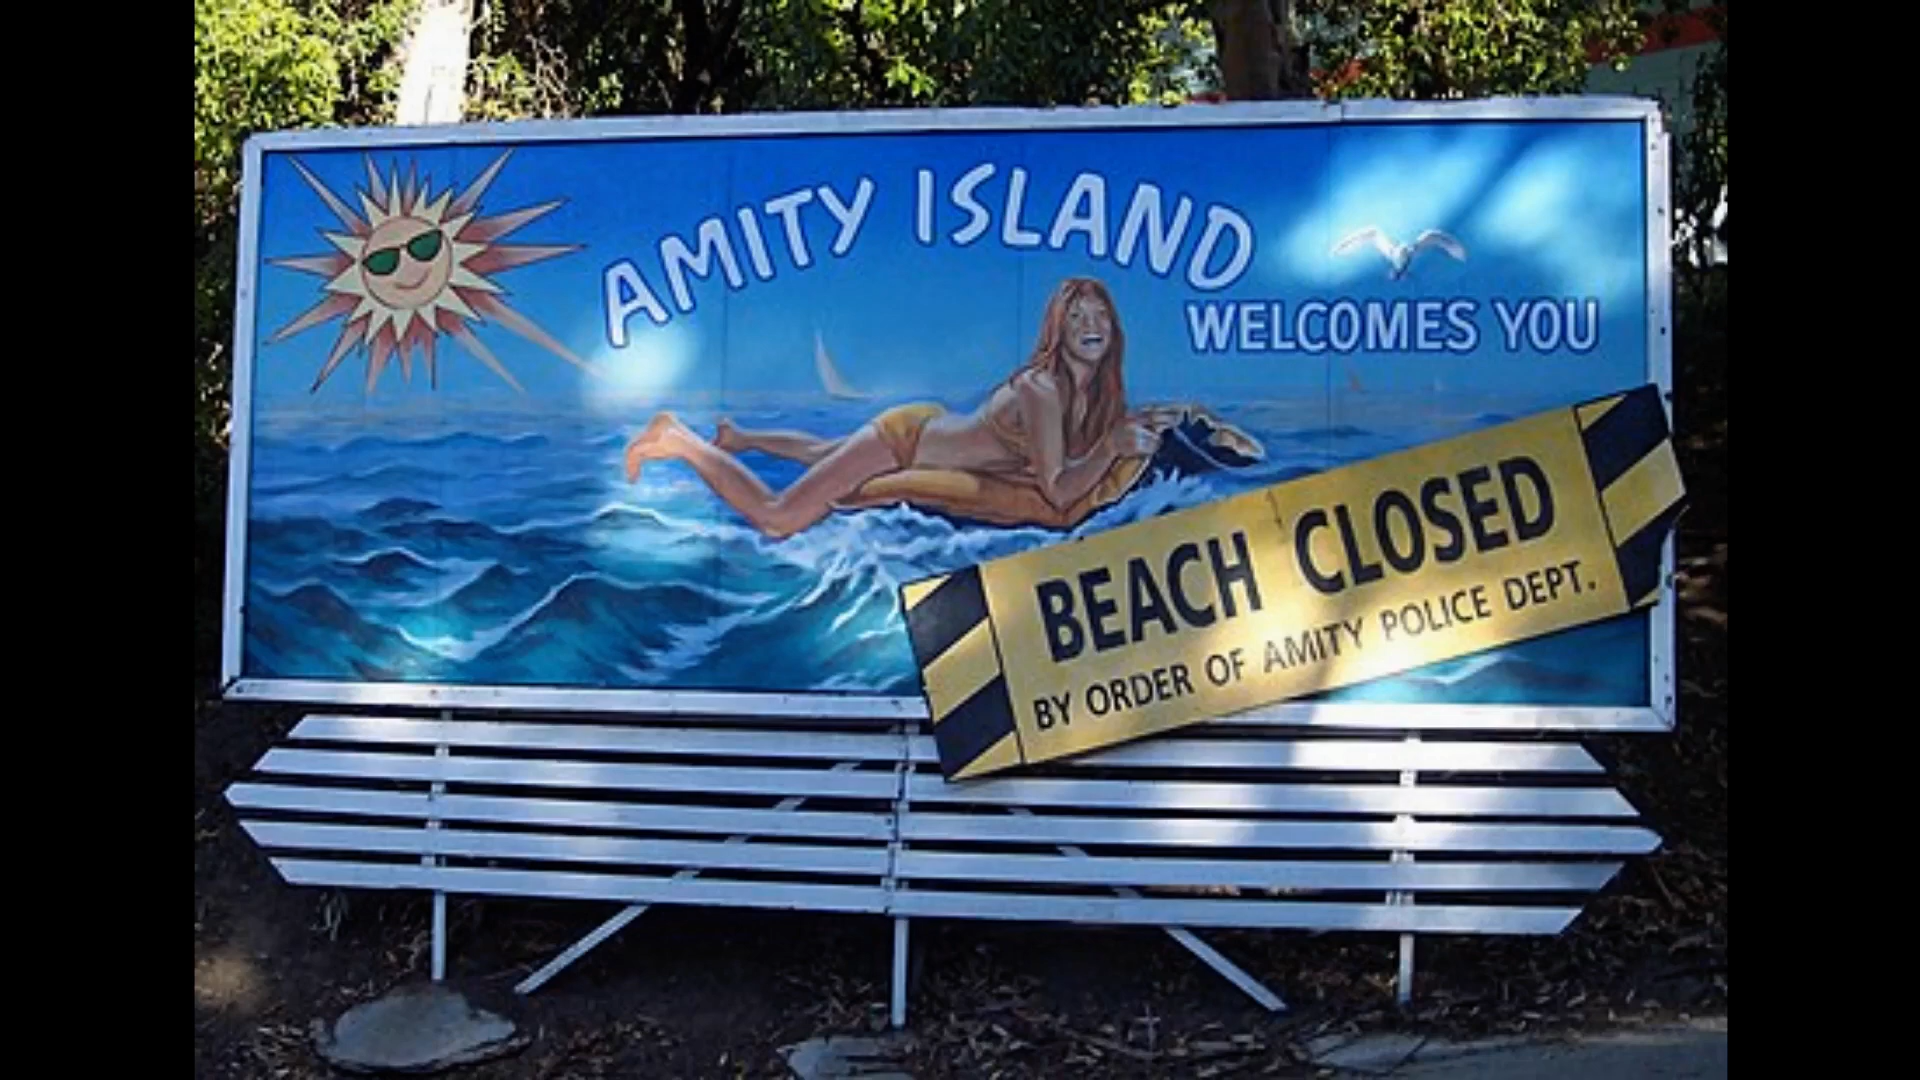 AMITY ISLAND
WELCOMES YOU
BEACH CLOSED
BY ORDER OF AMITY POLICE DEPT.